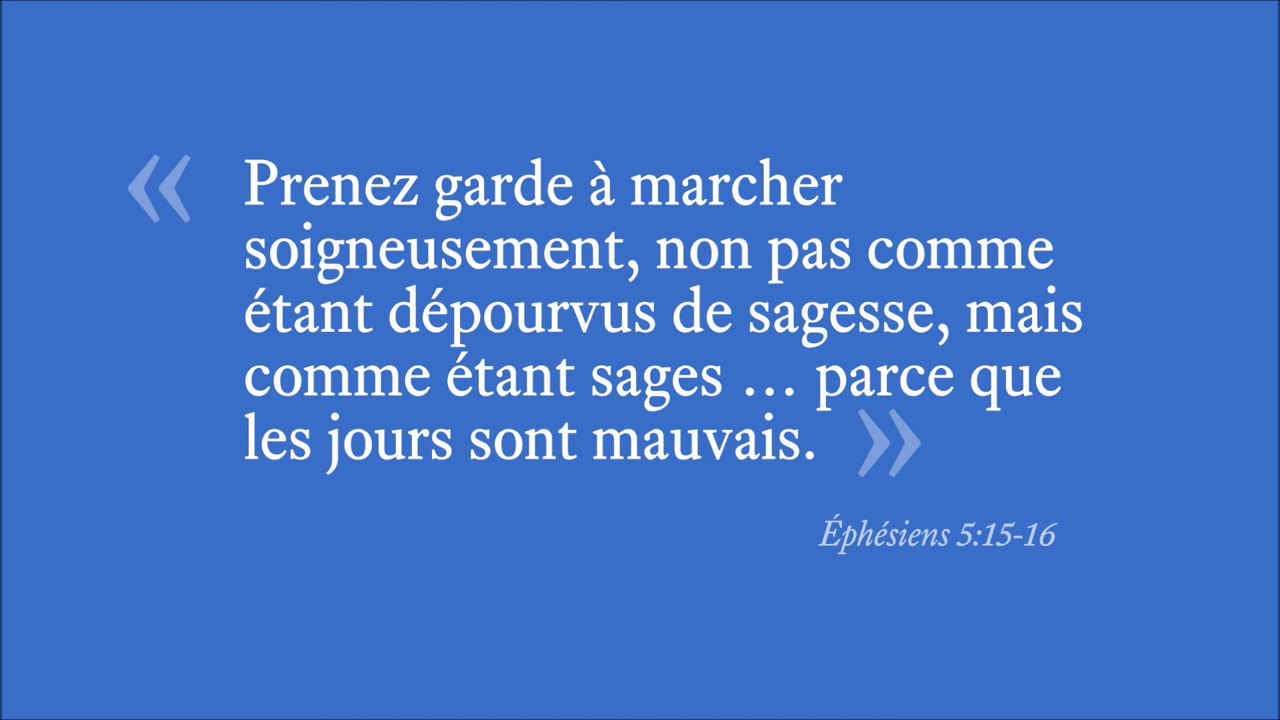 « Prenez garde à marcher
soigneusement, non pas comme
étant dépourvus de sagesse, mais
comme étant sages … parce que
les jours sont mauvais. »
Éphésiens 5:15-16